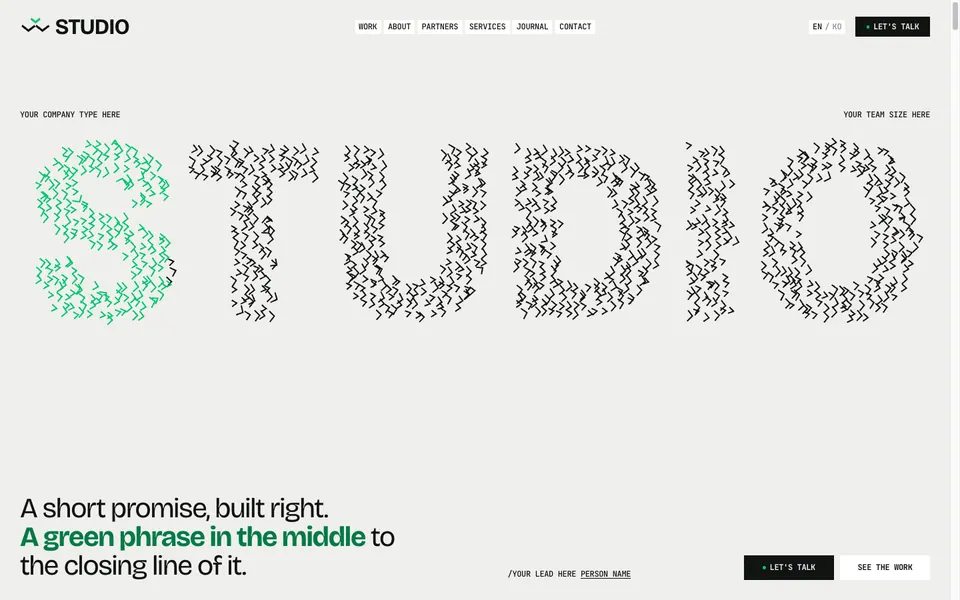 STUDIO
WORK ABOUT PARTNERS SERVICES JOURNAL CONTACT
EN / KO
LET'S TALK
YOUR COMPANY TYPE HERE
YOUR TEAM SIZE HERE
STUDIO
A short promise, built right.
A green phrase in the middle to
the closing line of it.
/YOUR LEAD HERE PERSON NAME
LET'S TALK
SEE THE WORK